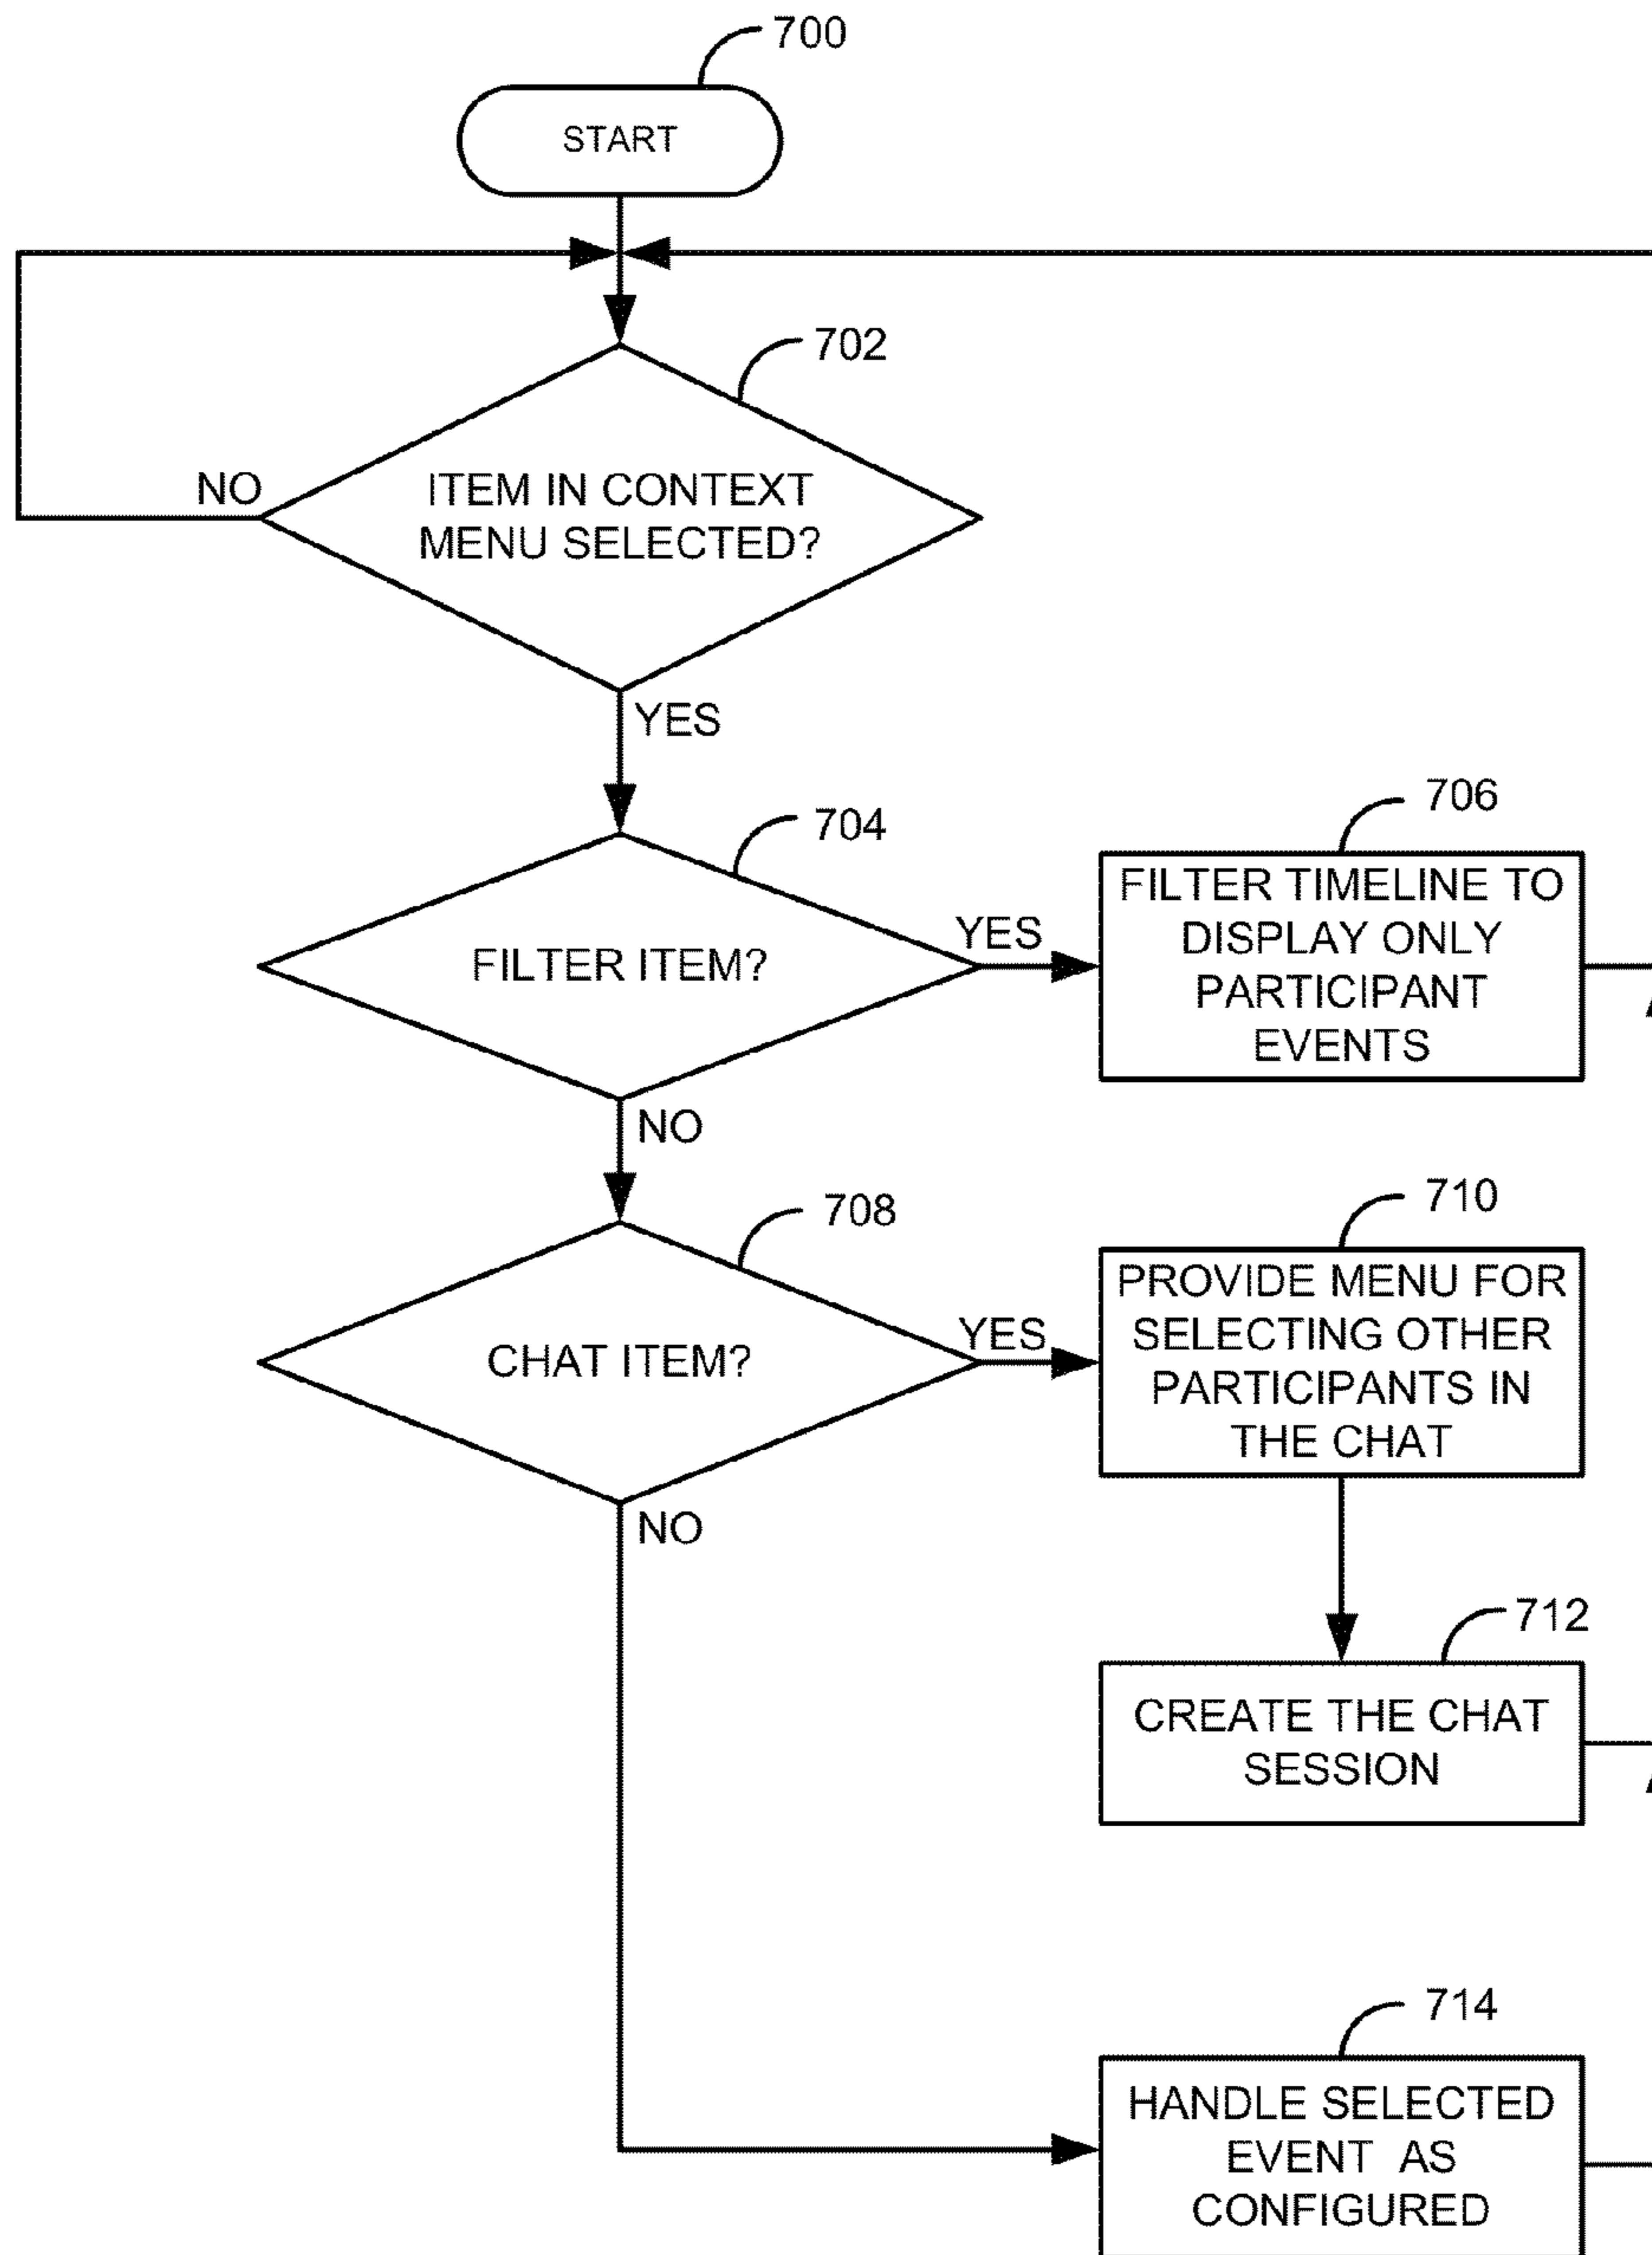 700
START
702
NO
ITEM IN CONTEXT
MENU SELECTED?
YES
704
FILTER ITEM?
YES
706
FILTER TIMELINE TO
DISPLAY ONLY
PARTICIPANT
EVENTS
NO
708
CHAT ITEM?
YES
710
PROVIDE MENU FOR
SELECTING OTHER
PARTICIPANTS IN
THE CHAT
NO
712
CREATE THE CHAT
SESSION
714
HANDLE SELECTED
EVENT AS
CONFIGURED